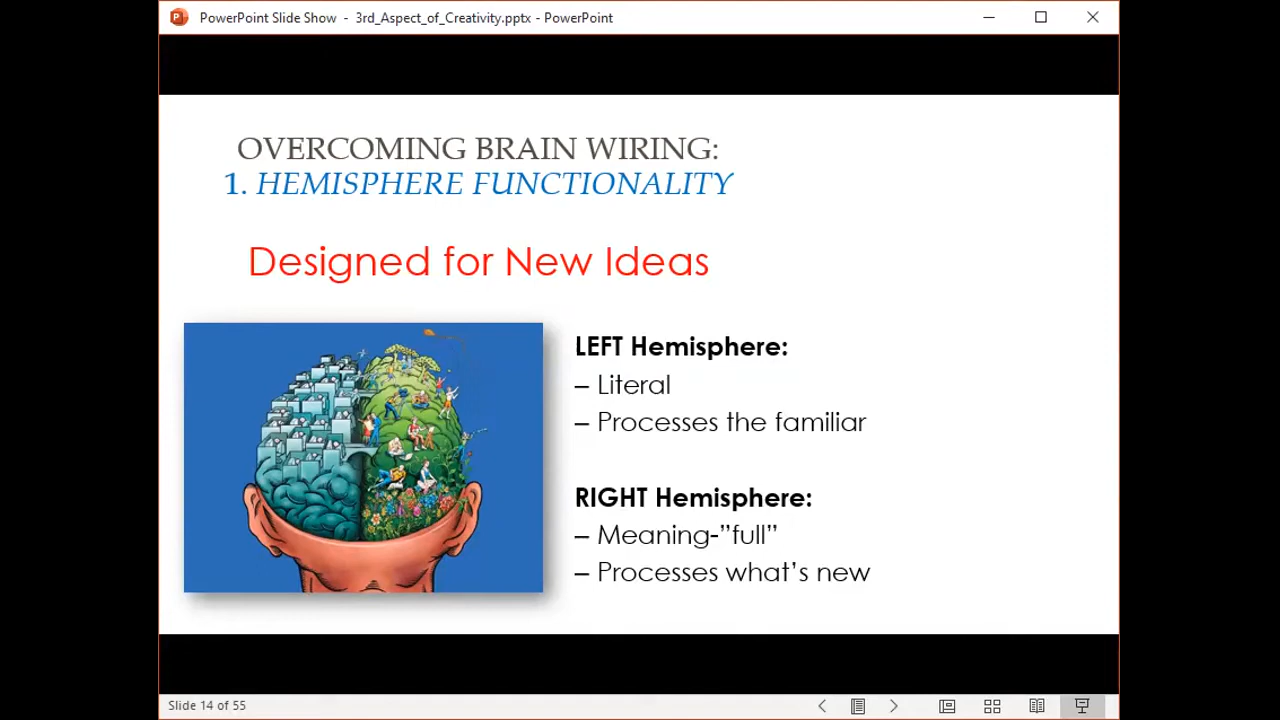 PowerPoint Slide Show - 3rd_Aspect_of_Creativity.pptx - PowerPoint
OVERCOMING BRAIN WIRING:
1. HEMISPHERE FUNCTIONALITY
Designed for New Ideas
LEFT Hemisphere:
– Literal
– Processes the familiar
RIGHT Hemisphere:
– Meaning-”full”
– Processes what’s new
Slide 14 of 55